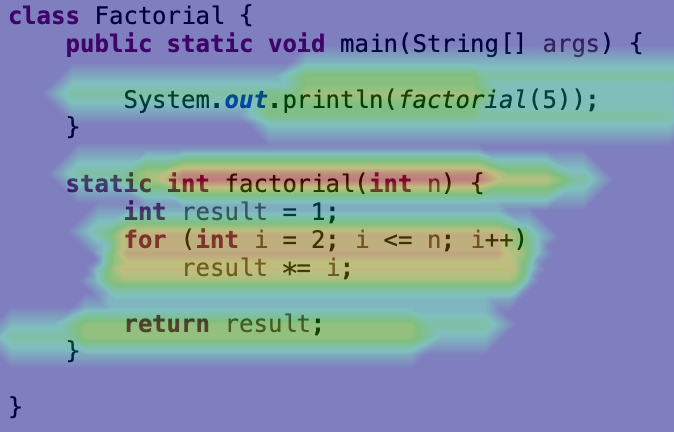 class Factorial {
    public static void main(String[] args) {

        System.out.println(factorial(5));
    }

    static int factorial(int n) {
        int result = 1;
        for (int i = 2; i <= n; i++)
            result *= i;

        return result;
    }

}